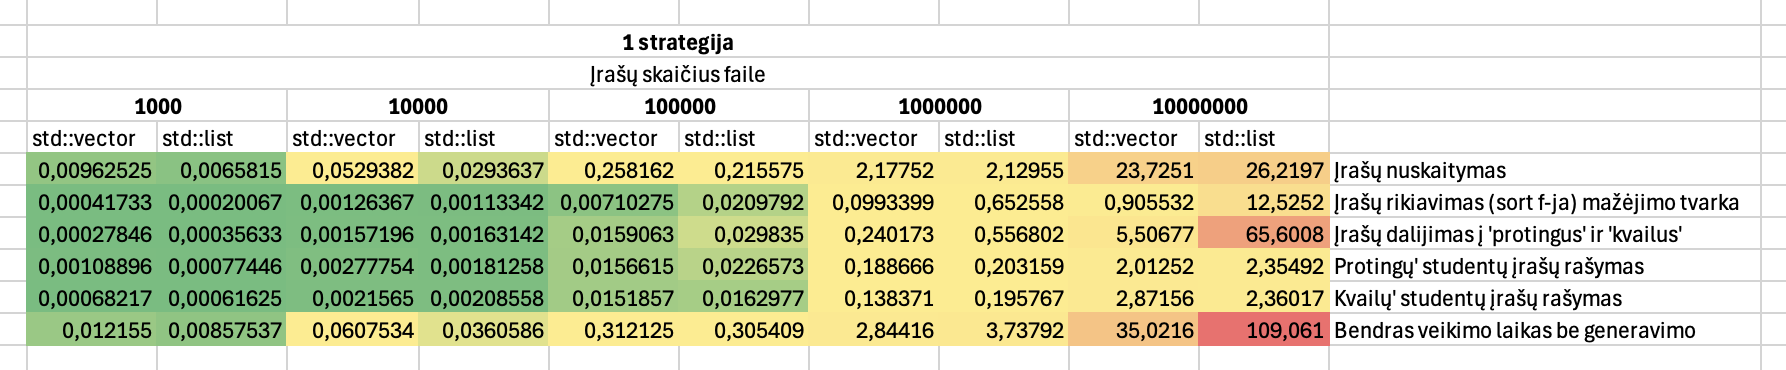 1 strategija
Įrašų skaičius faile
1000 10000 100000 1000000 10000000
std::vector std::list std::vector std::list std::vector std::list std::vector std::list std::vector std::list
0,00962525 0,0065815 0,0529382 0,0293637 0,258162 0,215575 2,17752 2,12955 23,7251 26,2197 Įrašų nuskaitymas
0,00041733 0,00020067 0,00126367 0,00113342 0,00710275 0,0209792 0,0994399 0,652558 0,905532 12,5252 Įrašų rikiavimas (sort f-ja) mažėjimo tvarka
0,00027846 0,00035633 0,00157196 0,00163142 0,0159063 0,029835 0,240173 0,556802 5,50677 65,6008 Įrašų dalijimas į 'protingus' ir 'kvailus'
0,00108896 0,00077446 0,00277754 0,00181258 0,0156615 0,0226573 0,188666 0,203159 2,01252 2,35492 Protingų' studentų įrašų rašymas
0,00068217 0,00061625 0,0021565 0,00208558 0,0151857 0,0162977 0,138371 0,195767 2,87156 2,36017 Kvailų' studentų įrašų rašymas
0,012155 0,00857537 0,0607534 0,0360586 0,312125 0,305409 2,84416 3,73792 35,0216 109,061 Bendras veikimo laikas be generavimo